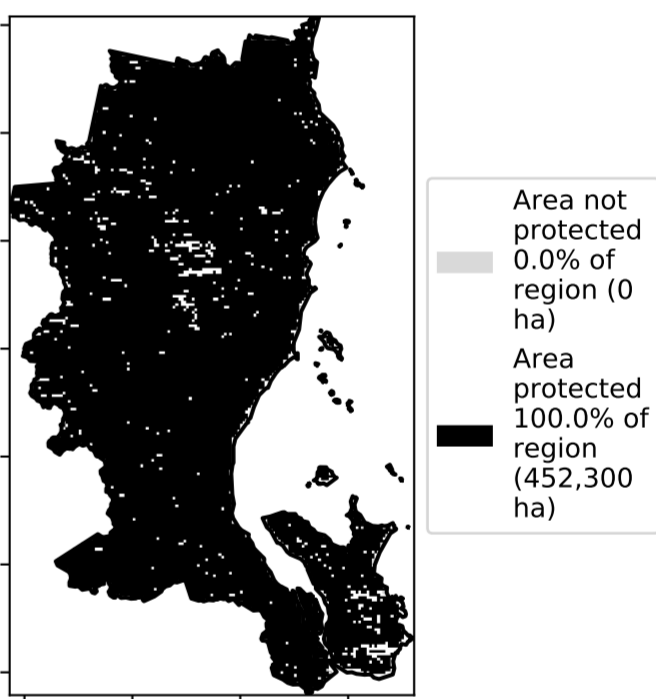 Area not
protected
0.0% of
region (0
ha)
Area
protected
100.0% of
region
(452,300
ha)